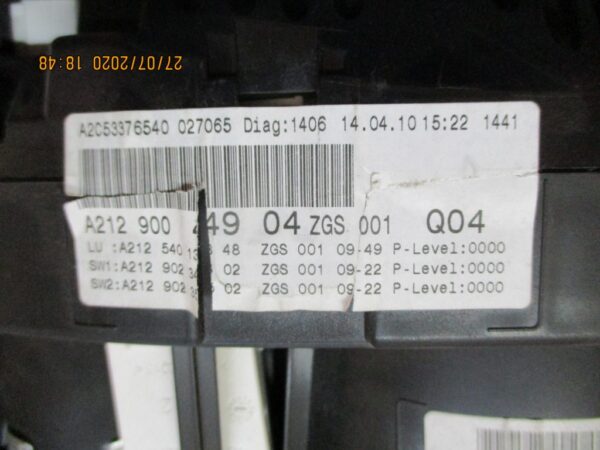 27/07/2020 18:48
A2C53376540 027065 Diag:1406 14.04.10 15:22 1441
A212 900 49 04 ZGS 001 Q04
LU :A212 540 48 ZGS 001 09-49 P-Level:0000
SW1:A212 902 02 ZGS 001 09-22 P-Level:0000
SW2:A212 902 02 ZGS 001 09-22 P-Level:0000